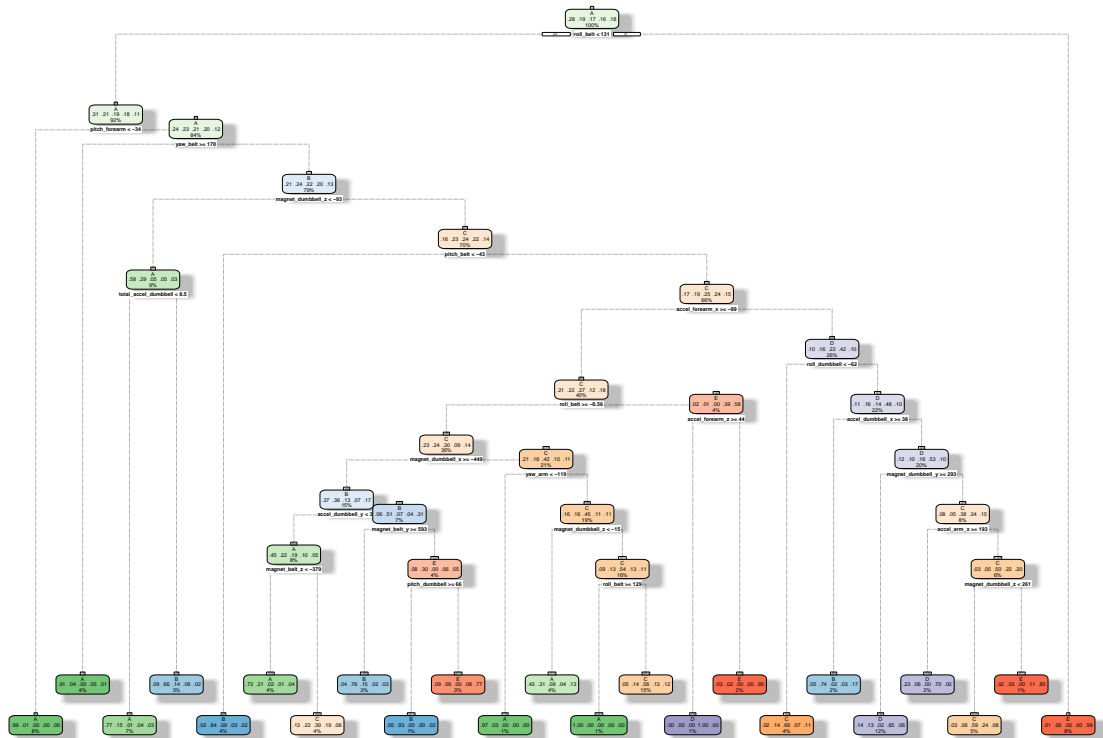 A
.28 .19 .17 .16 .18
100%
roll_belt < 131
A
.31 .21 .19 .18 .11
92%
pitch_forearm < −34
A
.24 .23 .21 .20 .12
84%
yaw_belt >= 170
B
.21 .24 .22 .20 .13
79%
magnet_dumbbell_z < −93
C
.16 .23 .24 .22 .14
70%
pitch_belt < −43
A
.58 .29 .05 .05 .03
9%
total_accel_dumbbell < 8.5
C
.17 .19 .25 .24 .15
66%
accel_forearm_x >= −99
D
.10 .16 .22 .42 .10
26%
roll_dumbbell < −62
C
.21 .22 .27 .12 .18
40%
roll_belt >= −0.56
E
.02 .01 .00 .39 .58
4%
accel_forearm_z >= 44
D
.11 .16 .14 .48 .10
22%
accel_dumbbell_x >= 38
C
.23 .24 .30 .09 .14
36%
magnet_dumbbell_x >= −449
C
.21 .16 .42 .10 .11
21%
yaw_arm < −119
D
.12 .10 .16 .53 .10
20%
magnet_dumbbell_y >= 293
B
.27 .36 .13 .07 .17
15%
accel_dumbbell_y <
B
.06 .51 .07 .04 .31
7%
magnet_belt_y >= 593
C
.16 .16 .45 .11 .11
19%
magnet_dumbbell_z < −15
C
.08 .05 .38 .34 .15
8%
accel_arm_x >= 193
A
.45 .22 .19 .10 .05
8%
magnet_belt_z < −379
E
.08 .30 .00 .06 .55
4%
pitch_dumbbell >= 66
C
.09 .13 .54 .13 .11
16%
roll_belt >= 129
C
.03 .05 .50 .22 .20
6%
magnet_dumbbell_z < 261
A
.91 .04 .00 .05 .01
4%
B
.09 .66 .14 .09 .02
3%
A
.72 .21 .02 .01 .04
4%
B
.04 .76 .15 .02 .03
3%
E
.09 .06 .00 .08 .77
3%
A
.43 .31 .09 .04 .13
4%
C
.05 .14 .56 .13 .12
15%
E
.03 .03 .00 .00 .95
2%
B
.05 .74 .02 .03 .17
2%
D
.23 .06 .00 .70 .02
2%
E
.02 .02 .00 .11 .85
1%
A
.99 .01 .00 .00 .00
8%
A
.77 .15 .01 .04 .03
7%
B
.02 .84 .09 .03 .02
4%
C
.13 .22 .39 .19 .06
4%
B
.05 .83 .00 .00 .02
1%
A
.97 .03 .00 .00 .00
1%
A
1.00 .00 .00 .00 .00
1%
D
.00 .00 .00 1.00 .00
1%
C
.02 .14 .66 .07 .11
4%
D
.14 .13 .02 .65 .06
12%
C
.03 .06 .59 .24 .08
5%
E
.01 .00 .00 .00 .99
8%